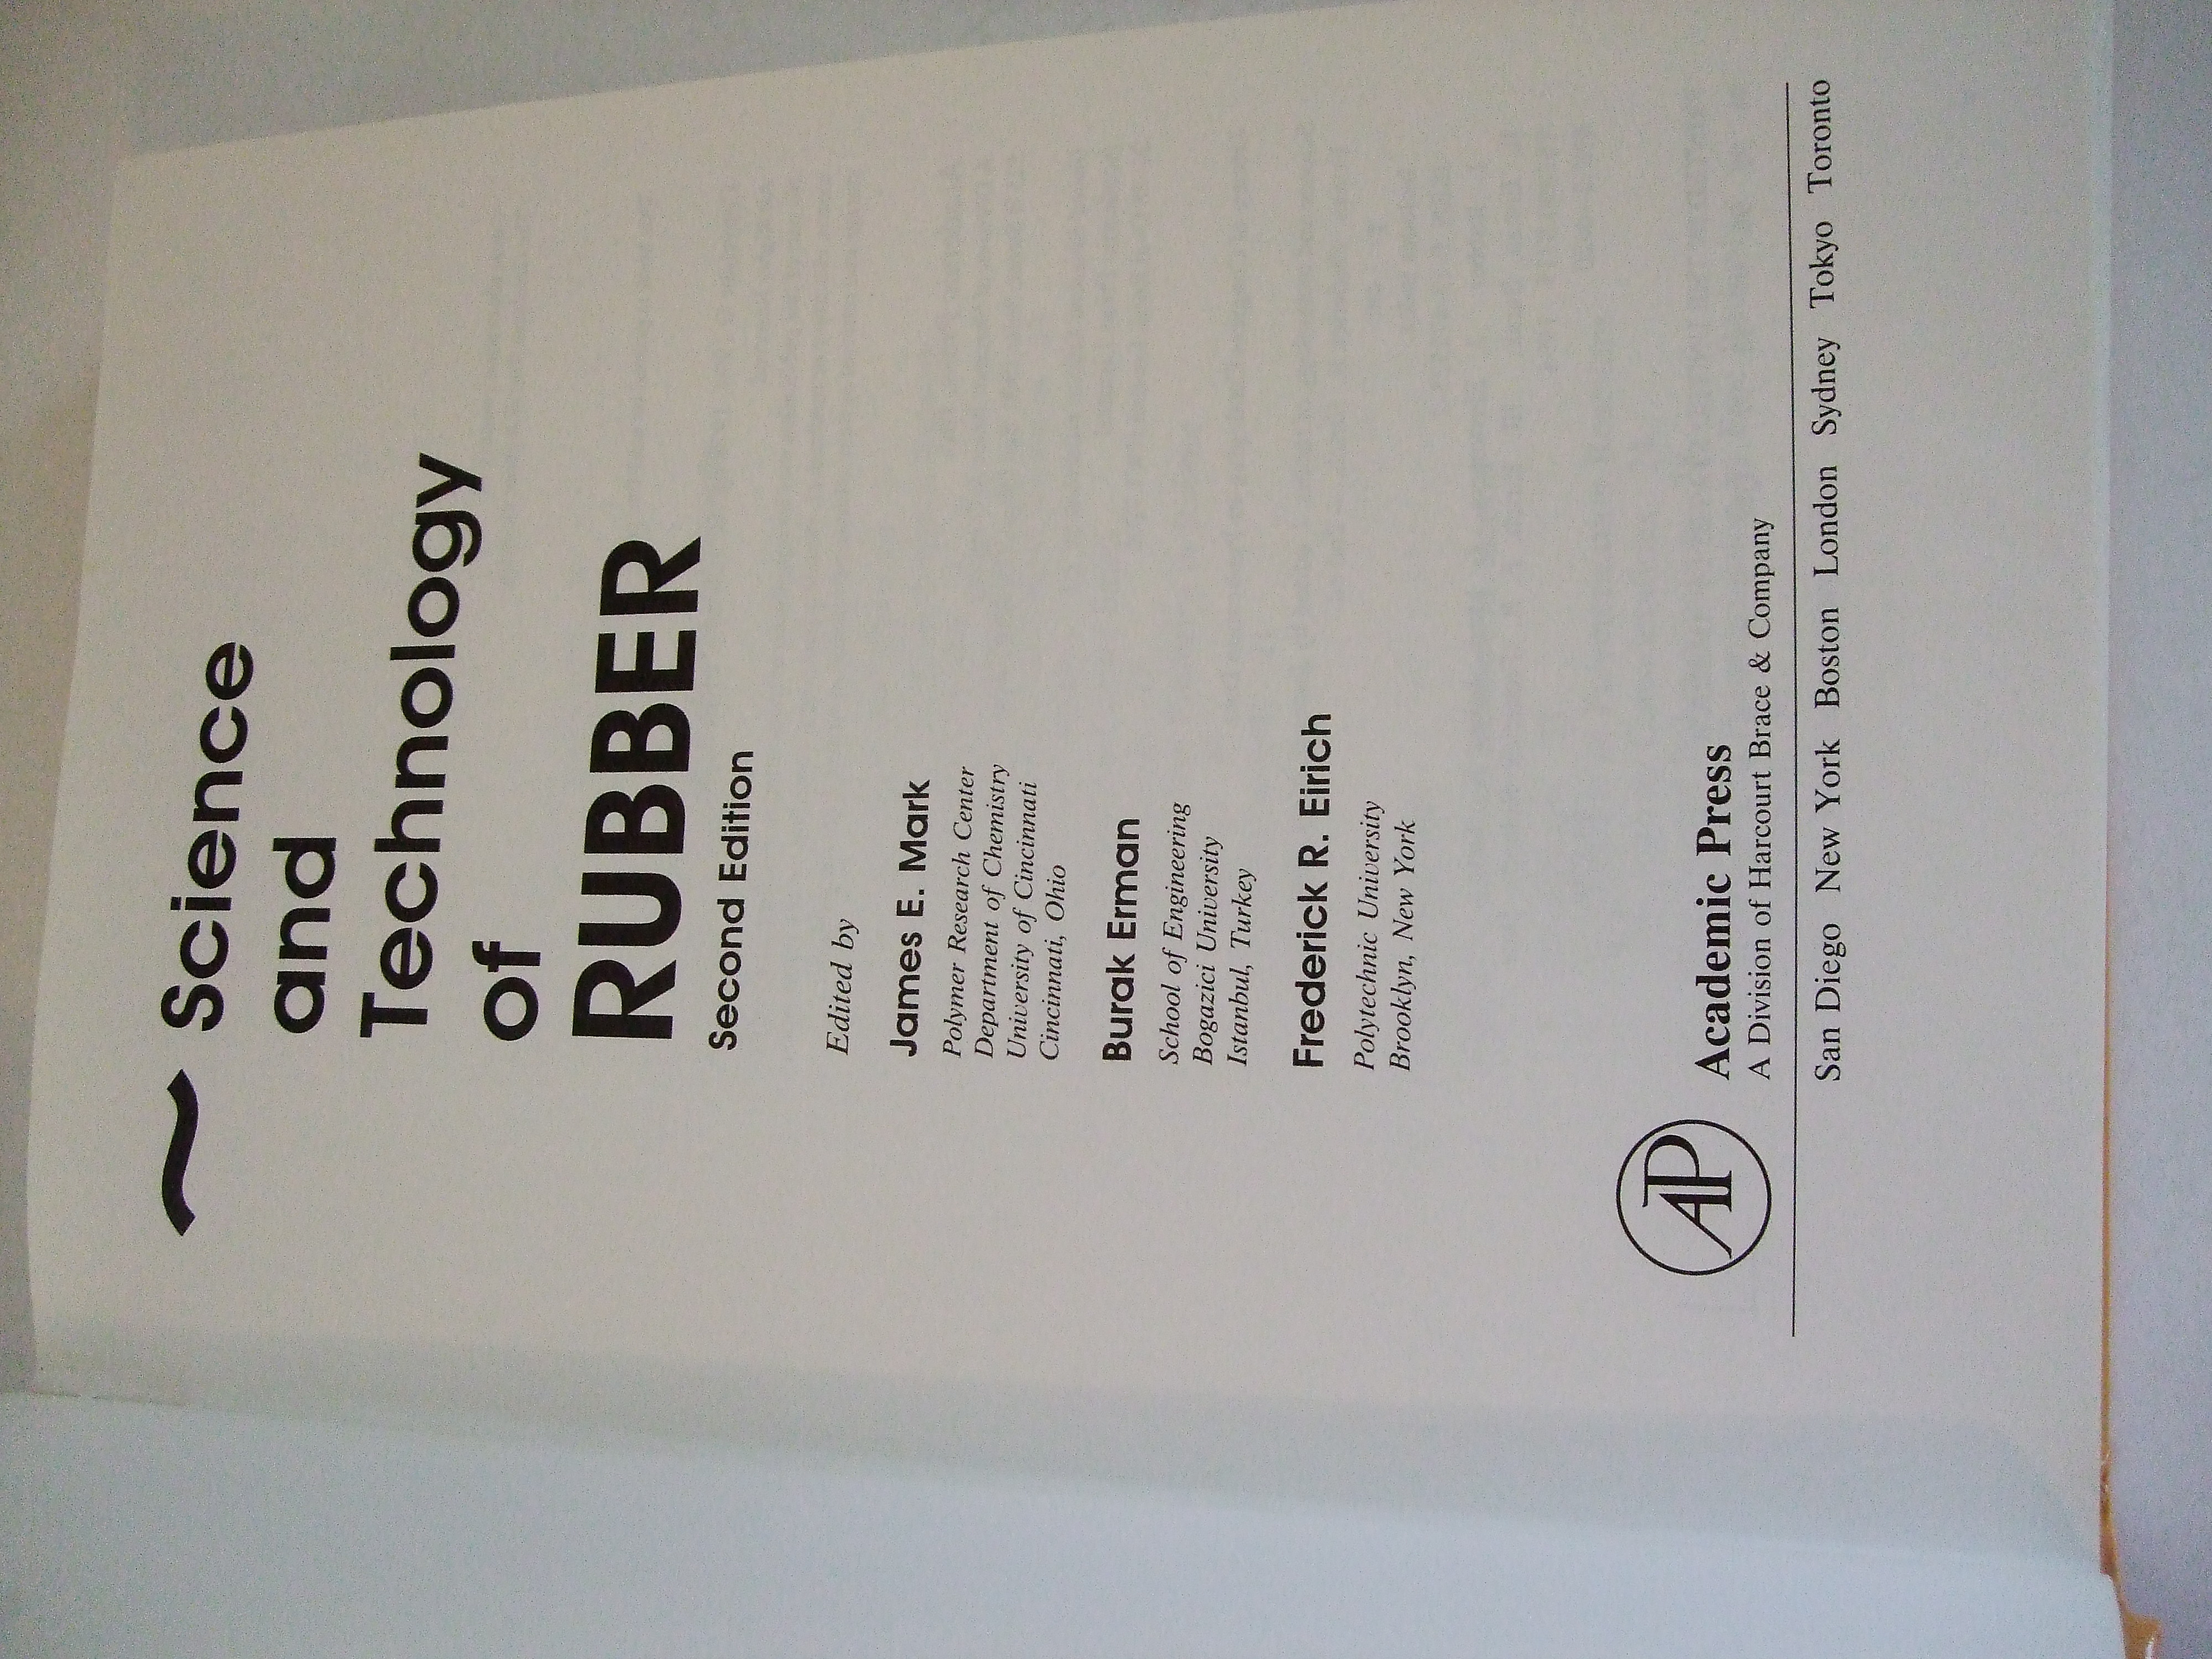 Science
and
Technology
of
RUBBER
Second Edition
Edited by
James E. Mark
Polymer Research Center
Department of Chemistry
University of Cincinnati
Cincinnati, Ohio
Burak Erman
School of Engineering
Bogazici University
Istanbul, Turkey
Frederick R. Eirich
Polytechnic University
Brooklyn, New York
AP
Academic Press
A Division of Harcourt Brace & Company
San Diego New York Boston London Sydney Tokyo Toronto